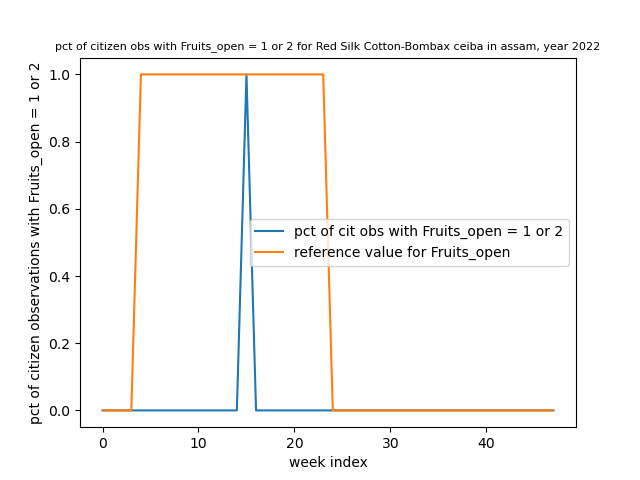 pct of citizen obs with Fruits_open = 1 or 2 for Red Silk Cotton-Bombax ceiba in assam, year 2022
pct of citizen observations with Fruits_open = 1 or 2
1.0
0.8
0.6
0.4
0.2
0.0
pct of cit obs with Fruits_open = 1 or 2
reference value for Fruits_open
0 10 20 30 40
week index